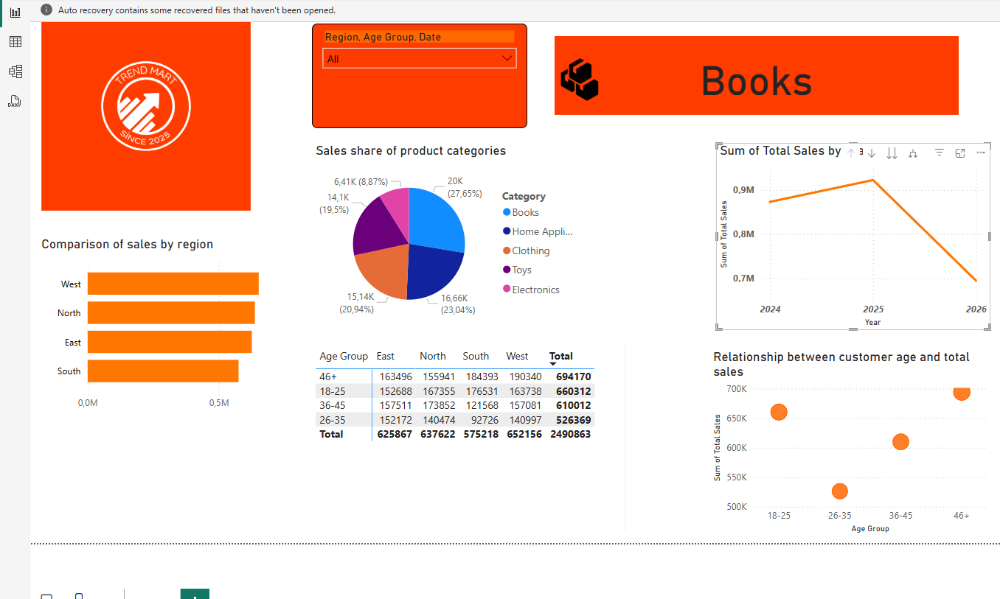 Auto recovery contains some recovered files that haven't been opened.
TREND MART
SİNCE 2025
Region, Age Group, Date
All
Books
Sales share of product categories
6,41K (8,87%)
20K
(27,65%)
14,1K
(19,5%)
15,14K
(20,94%)
16,66K
(23,04%)
Category
Books
Home Appli...
Clothing
Toys
Electronics
Sum of Total Sales by
0,9M
0,8M
0,7M
Sum of Total Sales
2024 2025 2026
Year
Comparison of sales by region
West
North
East
South
0,0M 0,5M
Age Group East North South West Total
46+ 163496 155941 184393 190340 694170
18-25 152688 167355 176531 163738 660312
36-45 157511 173852 121568 157081 610012
26-35 152172 140474 92726 140997 526369
Total 625867 637622 575218 652156 2490863
Relationship between customer age and total
sales
700K
650K
600K
550K
500K
Sum of Total Sales
18-25 26-35 36-45 46+
Age Group
DAX